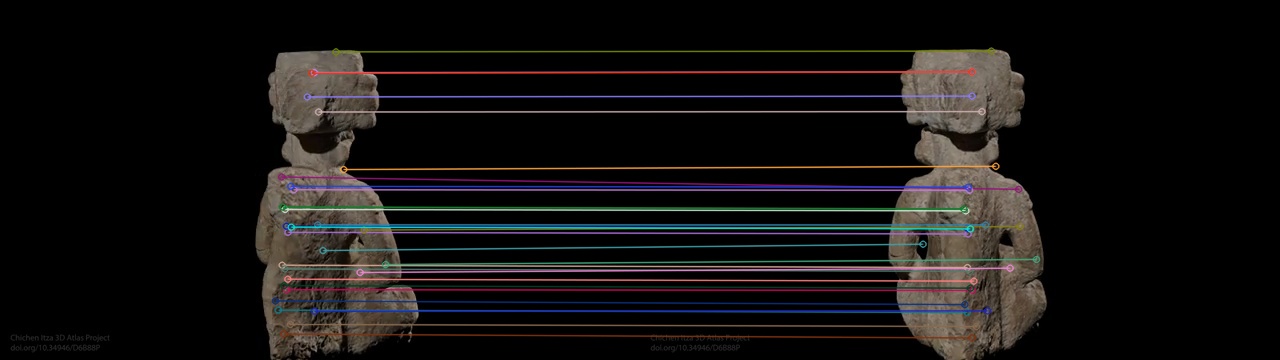 Chichen Itza 3D Atlas Project
doi.org/10.34946/D6B88P
Chichen Itza 3D Atlas Project
doi.org/10.34946/D6B88P